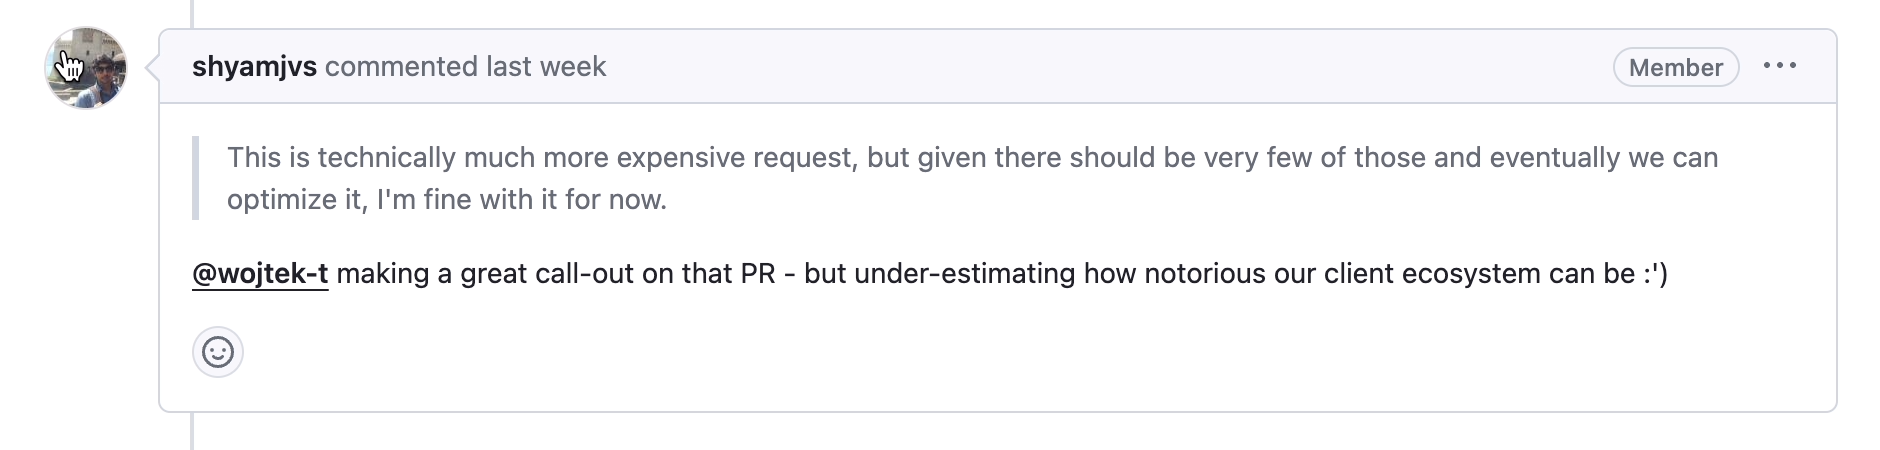 shyamjvs commented last week
Member
This is technically much more expensive request, but given there should be very few of those and eventually we can
optimize it, I'm fine with it for now.
@wojtek-t making a great call-out on that PR - but under-estimating how notorious our client ecosystem can be :')